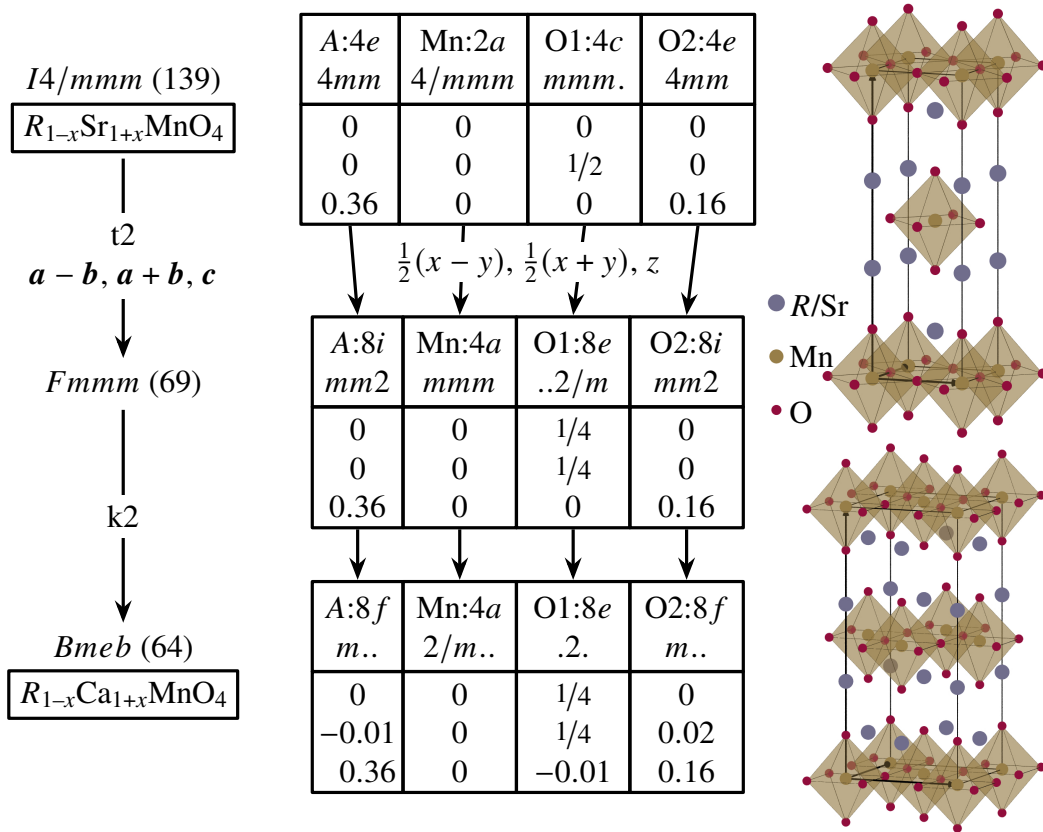 I4/mmm (139)
R₁₋ₓSr₁₊ₓMnO₄
t2
a − b, a + b, c
Fmmm (69)
k2
Bmeb (64)
R₁₋ₓCa₁₊ₓMnO₄
A:4e Mn:2a O1:4c O2:4e
4mm 4/mmm mmm. 4mm
0 0 0 0
0 0 1/2 0
0.36 0 0 0.16
½(x − y), ½(x + y), z
A:8i Mn:4a O1:8e O2:8i
mm2 mmm ..2/m mm2
0 0 1/4 0
0 0 1/4 0
0.36 0 0 0.16
A:8f Mn:4a O1:8e O2:8f
m.. 2/m.. .2. m..
0 0 1/4 0
−0.01 0 1/4 0.02
0.36 0 −0.01 0.16
R/Sr
Mn
O